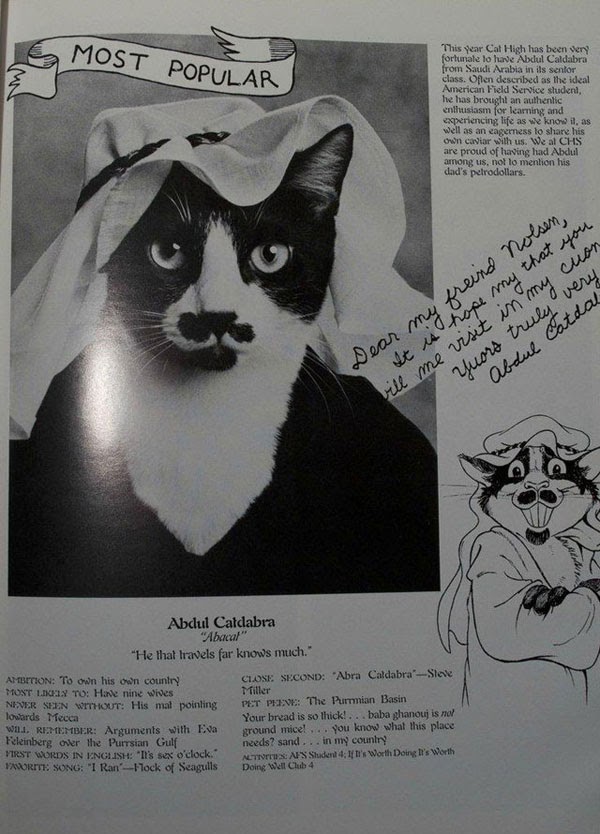 MOST POPULAR
This year Cat High has been very
fortunate to have Abdul Catdabra
from Saudi Arabia in its senior
class. Often described as the ideal
American Field Service student,
he has brought an authentic
enthusiasm for learning and
experiencing life as we know it, as
well as an eagerness to share his
own caviar with us. We at CHS
are proud of having had Abdul
among us, not to mention his
dad's petrodollars.
Dear my freind Nolsen,
It is hope my that you
will me visit in my
yuors truley very
Abdul Catdab
Abdul Catdabra
"Abacat"
"He that travels far knows much."
AMBITION: To own his own country
MOST LIKELY TO: Have nine wives
NEVER SEEN WITHOUT: His mat pointing
towards Mecca
WILL REMEMBER: Arguments with Eva
Feleinberg over the Purrsian Gulf
FIRST WORDS IN ENGLISH: "It's sex o'clock."
FAVORITE SONG: "I Ran"—Flock of Seagulls
CLOSE SECOND: "Abra Catdabra"—Steve
Miller
PET PEEVE: The Purrmian Basin
Your bread is so thick! . . . baba ghanouj is not
ground mice! . . . you know what this place
needs? sand . . . in my country
ACTIVITIES: AFS Student 4; If It's Worth Doing It's Worth
Doing Well Club 4